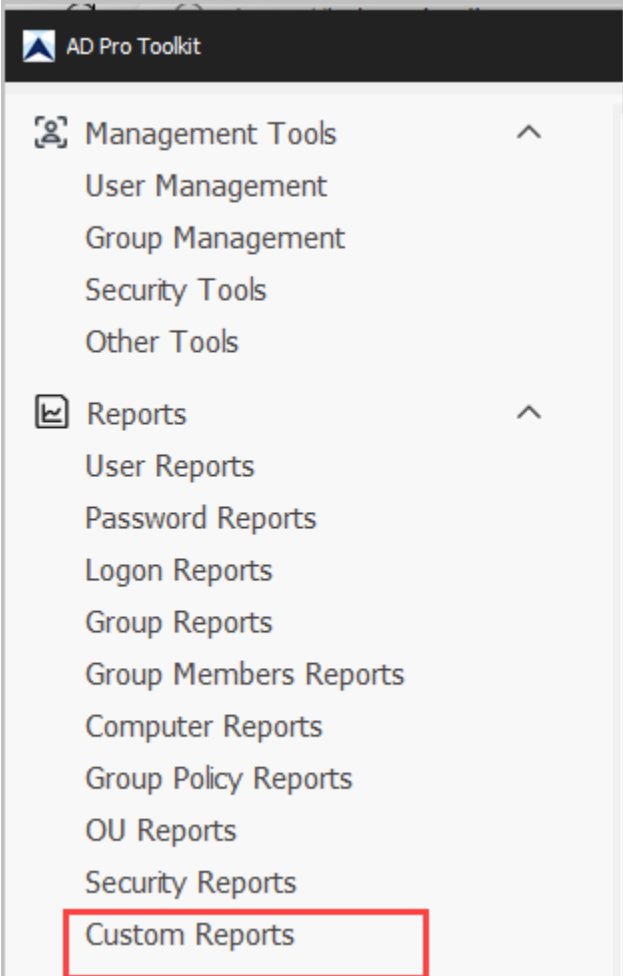 AD Pro Toolkit
Management Tools
User Management
Group Management
Security Tools
Other Tools
Reports
User Reports
Password Reports
Logon Reports
Group Reports
Group Members Reports
Computer Reports
Group Policy Reports
OU Reports
Security Reports
Custom Reports